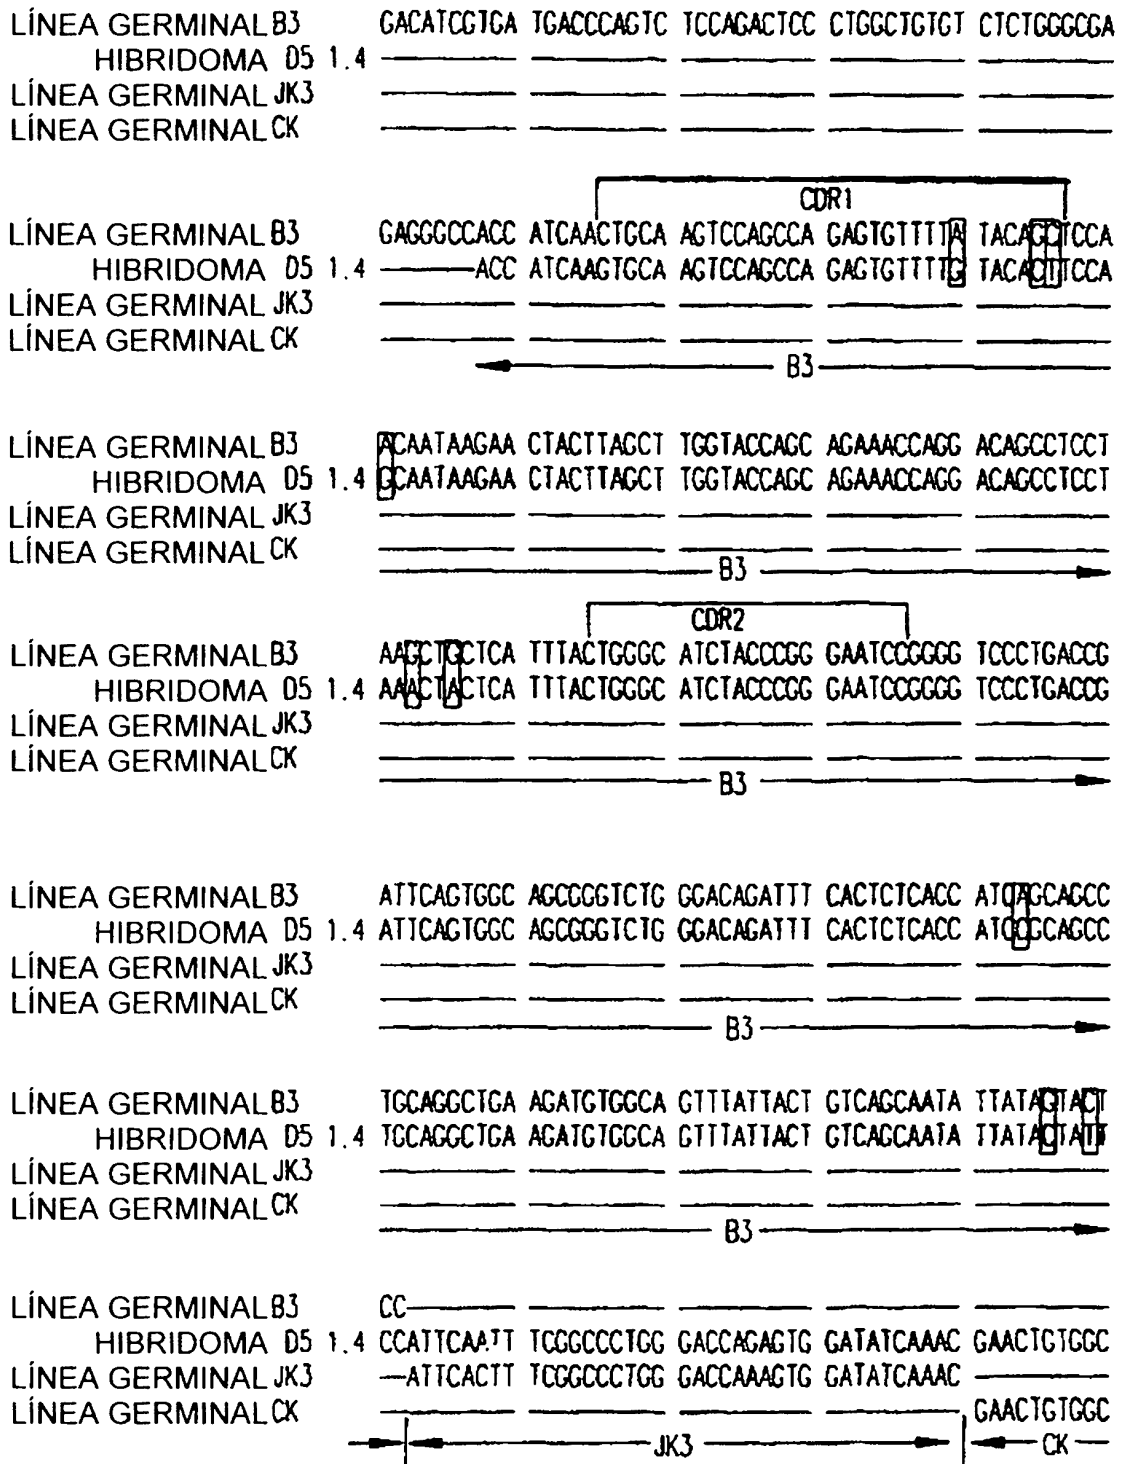 LÍNEA GERMINAL B3 GACATCGTGA TGACCCAGTC TCCAGACTCC CTGGCTGTGT CTCTGGGCGA
HIBRIDOMA D5 1.4
LÍNEA GERMINAL JK3
LÍNEA GERMINAL CK
CDR1
LÍNEA GERMINAL B3 GAGGGCCACC ATCAACTGCA AGTCCAGCCA GAGTGTTTTA TACAGCTCCA
HIBRIDOMA D5 1.4 ACC ATCAAGTGCA AGTCCAGCCA GAGTGTTTTG TACACTTCCA
LÍNEA GERMINAL JK3
LÍNEA GERMINAL CK
B3
LÍNEA GERMINAL B3 ACAATAAGAA CTACTTAGCT TGGTACCAGC AGAAACCAGG ACAGCCTCCT
HIBRIDOMA D5 1.4 GCAATAAGAA CTACTTAGCT TGGTACCAGC AGAAACCAGG ACAGCCTCCT
LÍNEA GERMINAL JK3
LÍNEA GERMINAL CK
B3
CDR2
LÍNEA GERMINAL B3 AAGCTGCTCA TTTACTGGGC ATCTACCCGG GAATCCGGGG TCCCTGACCG
HIBRIDOMA D5 1.4 AAACTACTCA TTTACTGGGC ATCTACCCGG GAATCCGGGG TCCCTGACCG
LÍNEA GERMINAL JK3
LÍNEA GERMINAL CK
B3
LÍNEA GERMINAL B3 ATTCAGTGGC AGCGGGTCTG GGACAGATTT CACTCTCACC ATCAGCAGCC
HIBRIDOMA D5 1.4 ATTCAGTGGC AGCGGGTCTG GGACAGATTT CACTCTCACC ATCCGCAGCC
LÍNEA GERMINAL JK3
LÍNEA GERMINAL CK
B3
LÍNEA GERMINAL B3 TGCAGGCTGA AGATGTGGCA GTTTATTACT GTCAGCAATA TTATAGTACT
HIBRIDOMA D5 1.4 TGCAGGCTGA AGATGTGGCA GTTTATTACT GTCAGCAATA TTATACTATT
LÍNEA GERMINAL JK3
LÍNEA GERMINAL CK
B3
LÍNEA GERMINAL B3 CC
HIBRIDOMA D5 1.4 CCATTCAATT TCGGCCCTGG GACCAGAGTG GATATCAAAC GAACTGTGGC
LÍNEA GERMINAL JK3 ATTCACTT TCGGCCCTGG GACCAAAGTG GATATCAAAC
LÍNEA GERMINAL CK GAACTGTGGC
JK3 CK